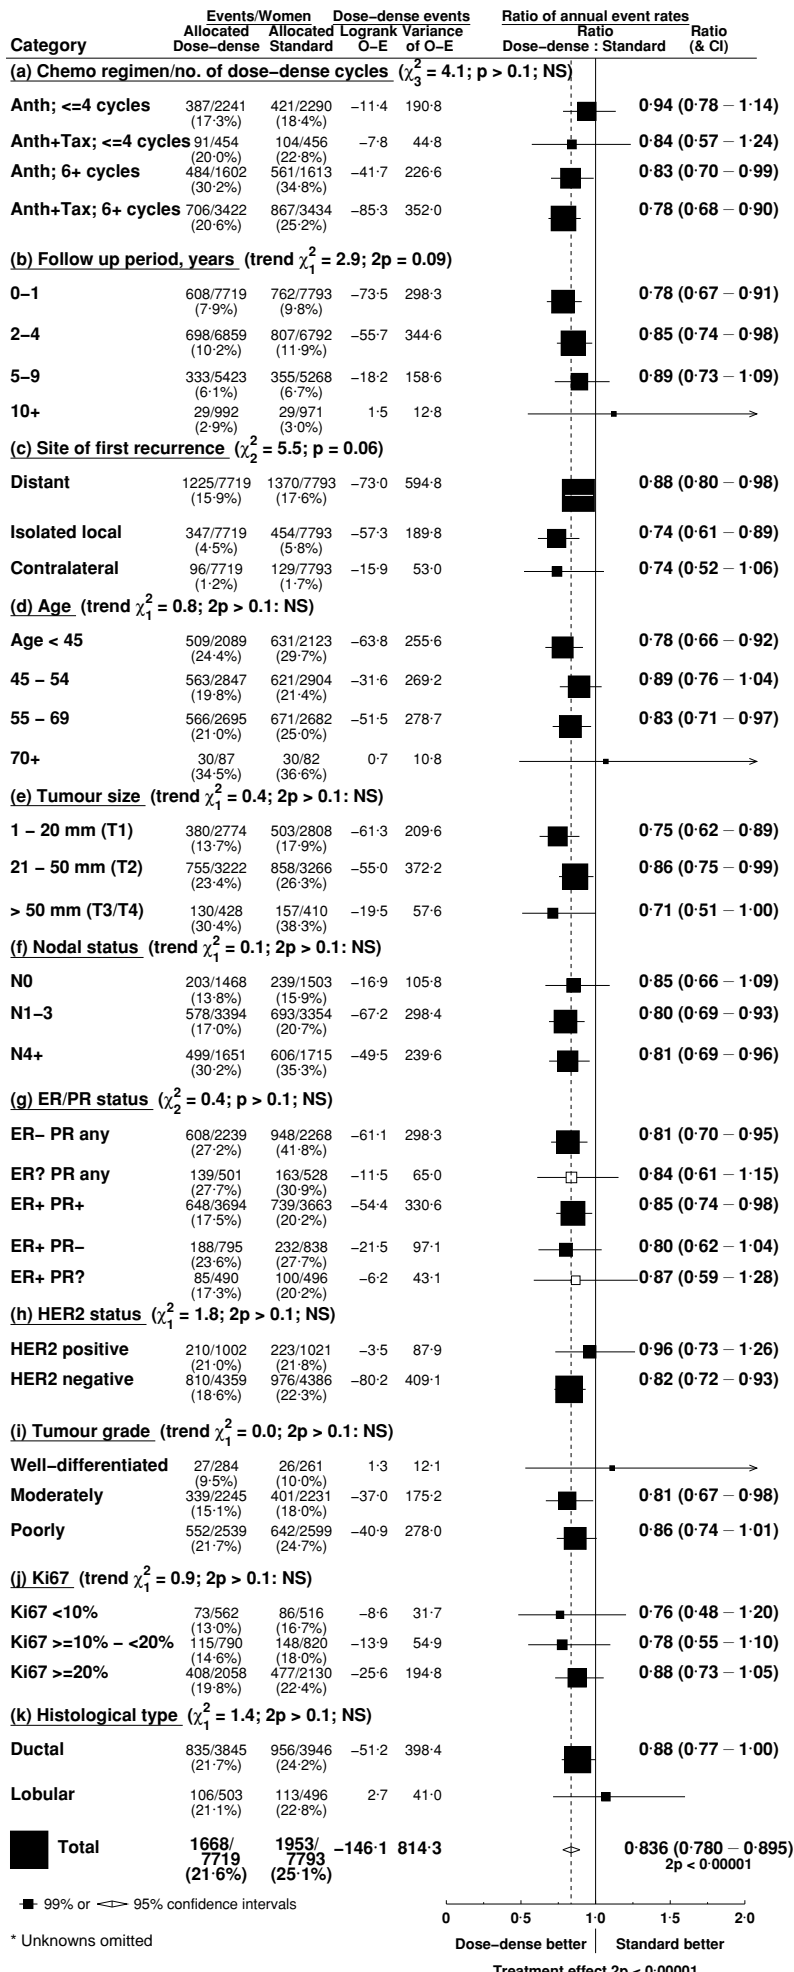 Events/Women Dose−dense events Ratio of annual event rates
Allocated Allocated Logrank Variance Ratio Ratio
Category Dose−dense Standard O−E of O−E Dose−dense : Standard (& CI)
(a) Chemo regimen/no. of dose−dense cycles (χ²₃ = 4.1; p > 0.1; NS)
Anth; <=4 cycles 387/2241 421/2290 −11·4 190·8 0·94 (0·78 − 1·14)
(17·3%) (18·4%)
Anth+Tax; <=4 cycles 91/454 104/456 −7·8 44·8 0·84 (0·57 − 1·24)
(20·0%) (22·8%)
Anth; 6+ cycles 484/1602 561/1613 −41·7 226·6 0·83 (0·70 − 0·99)
(30·2%) (34·8%)
Anth+Tax; 6+ cycles 706/3422 867/3434 −85·3 352·0 0·78 (0·68 − 0·90)
(20·6%) (25·2%)
(b) Follow up period, years (trend χ²₁ = 2.9; 2p = 0.09)
0−1 608/7719 762/7793 −73·5 298·3 0·78 (0·67 − 0·91)
(7·9%) (9·8%)
2−4 698/6859 807/6792 −55·7 344·6 0·85 (0·74 − 0·98)
(10·2%) (11·9%)
5−9 333/5423 355/5268 −18·2 158·6 0·89 (0·73 − 1·09)
(6·1%) (6·7%)
10+ 29/992 29/971 1·5 12·8
(2·9%) (3·0%)
(c) Site of first recurrence (χ²₂ = 5.5; p = 0.06)
Distant 1225/7719 1370/7793 −73·0 594·8 0·88 (0·80 − 0·98)
(15·9%) (17·6%)
Isolated local 347/7719 454/7793 −57·3 189·8 0·74 (0·61 − 0·89)
(4·5%) (5·8%)
Contralateral 96/7719 129/7793 −15·9 53·0 0·74 (0·52 − 1·06)
(1·2%) (1·7%)
(d) Age (trend χ²₁ = 0.8; 2p > 0.1: NS)
Age < 45 509/2089 631/2123 −63·8 255·6 0·78 (0·66 − 0·92)
(24·4%) (29·7%)
45 − 54 563/2847 621/2904 −31·6 269·2 0·89 (0·76 − 1·04)
(19·8%) (21·4%)
55 − 69 566/2695 671/2682 −51·5 278·7 0·83 (0·71 − 0·97)
(21·0%) (25·0%)
70+ 30/87 30/82 0·7 10·8
(34·5%) (36·6%)
(e) Tumour size (trend χ²₁ = 0.4; 2p > 0.1: NS)
1 − 20 mm (T1) 380/2774 503/2808 −61·3 209·6 0·75 (0·62 − 0·89)
(13·7%) (17·9%)
21 − 50 mm (T2) 755/3222 858/3266 −55·0 372·2 0·86 (0·75 − 0·99)
(23·4%) (26·3%)
> 50 mm (T3/T4) 130/428 157/410 −19·5 57·6 0·71 (0·51 − 1·00)
(30·4%) (38·3%)
(f) Nodal status (trend χ²₁ = 0.1; 2p > 0.1: NS)
N0 203/1468 239/1503 −16·9 105·8 0·85 (0·66 − 1·09)
(13·8%) (15·9%)
N1−3 578/3394 693/3354 −67·2 298·4 0·80 (0·69 − 0·93)
(17·0%) (20·7%)
N4+ 499/1651 606/1715 −49·5 239·6 0·81 (0·69 − 0·96)
(30·2%) (35·3%)
(g) ER/PR status (χ²₂ = 0.4; p > 0.1; NS)
ER− PR any 608/2239 948/2268 −61·1 298·3 0·81 (0·70 − 0·95)
(27·2%) (41·8%)
ER? PR any 139/501 163/528 −11·5 65·0 0·84 (0·61 − 1·15)
(27·7%) (30·9%)
ER+ PR+ 648/3694 739/3663 −54·4 330·6 0·85 (0·74 − 0·98)
(17·5%) (20·2%)
ER+ PR− 188/795 232/838 −21·5 97·1 0·80 (0·62 − 1·04)
(23·6%) (27·7%)
ER+ PR? 85/490 100/496 −6·2 43·1 0·87 (0·59 − 1·28)
(17·3%) (20·2%)
(h) HER2 status (χ²₁ = 1.8; 2p > 0.1; NS)
HER2 positive 210/1002 223/1021 −3·5 87·9 0·96 (0·73 − 1·26)
(21·0%) (21·8%)
HER2 negative 810/4359 976/4386 −80·2 409·1 0·82 (0·72 − 0·93)
(18·6%) (22·3%)
(i) Tumour grade (trend χ²₁ = 0.0; 2p > 0.1: NS)
Well−differentiated 27/284 26/261 1·3 12·1
(9·5%) (10·0%)
Moderately 339/2245 401/2231 −37·0 175·2 0·81 (0·67 − 0·98)
(15·1%) (18·0%)
Poorly 552/2539 642/2599 −40·9 278·0 0·86 (0·74 − 1·01)
(21·7%) (24·7%)
(j) Ki67 (trend χ²₁ = 0.9; 2p > 0.1: NS)
Ki67 <10% 73/562 86/516 −8·6 31·7 0·76 (0·48 − 1·20)
(13·0%) (16·7%)
Ki67 >=10% − <20% 115/790 148/820 −13·9 54·9 0·78 (0·55 − 1·10)
(14·6%) (18·0%)
Ki67 >=20% 408/2058 477/2130 −25·6 194·8 0·88 (0·73 − 1·05)
(19·8%) (22·4%)
(k) Histological type (χ²₁ = 1.4; 2p > 0.1; NS)
Ductal 835/3845 956/3946 −51·2 398·4 0·88 (0·77 − 1·00)
(21·7%) (24·2%)
Lobular 106/503 113/496 2·7 41·0
(21·1%) (22·8%)
Total 1668/ 1953/ −146·1 814·3 0·836 (0·780 − 0·895)
7719 7793 2p < 0·00001
(21·6%) (25·1%)
99% or 95% confidence intervals
0 0·5 1·0 1·5 2·0
* Unknowns omitted
Dose−dense better Standard better
Treatment effect 2p < 0·00001